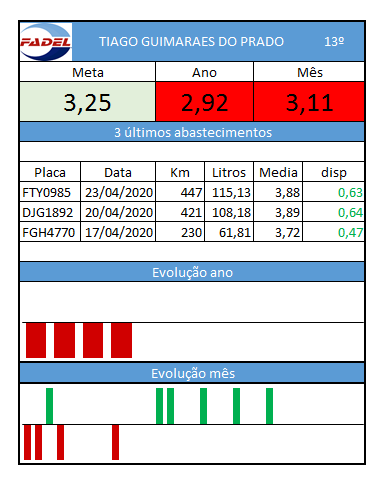 FADEL
TIAGO GUIMARAES DO PRADO 13º
Meta Ano Mês
3,25 2,92 3,11
3 últimos abastecimentos
Placa Data Km Litros Media disp
FTY0985 23/04/2020 447 115,13 3,88 0,63
DJG1892 20/04/2020 421 108,18 3,89 0,64
FGH4770 17/04/2020 230 61,81 3,72 0,47
Evolução ano
Evolução mês